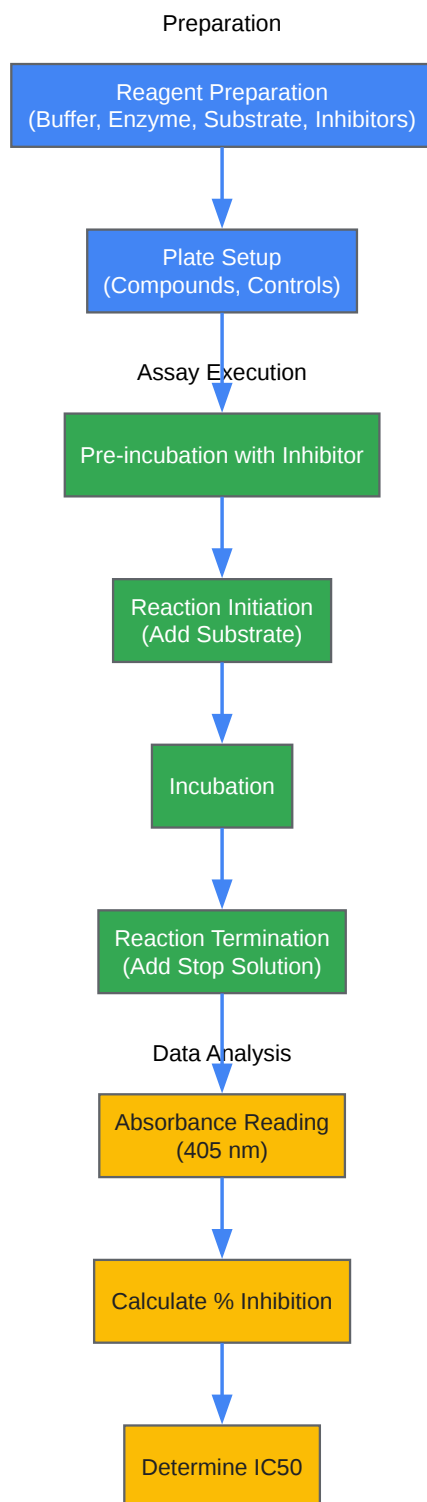 Preparation
Reagent Preparation
(Buffer, Enzyme, Substrate, Inhibitors)
Plate Setup
(Compounds, Controls)
Assay Execution
Pre-incubation with Inhibitor
Reaction Initiation
(Add Substrate)
Incubation
Reaction Termination
(Add Stop Solution)
Data Analysis
Absorbance Reading
(405 nm)
Calculate % Inhibition
Determine IC50